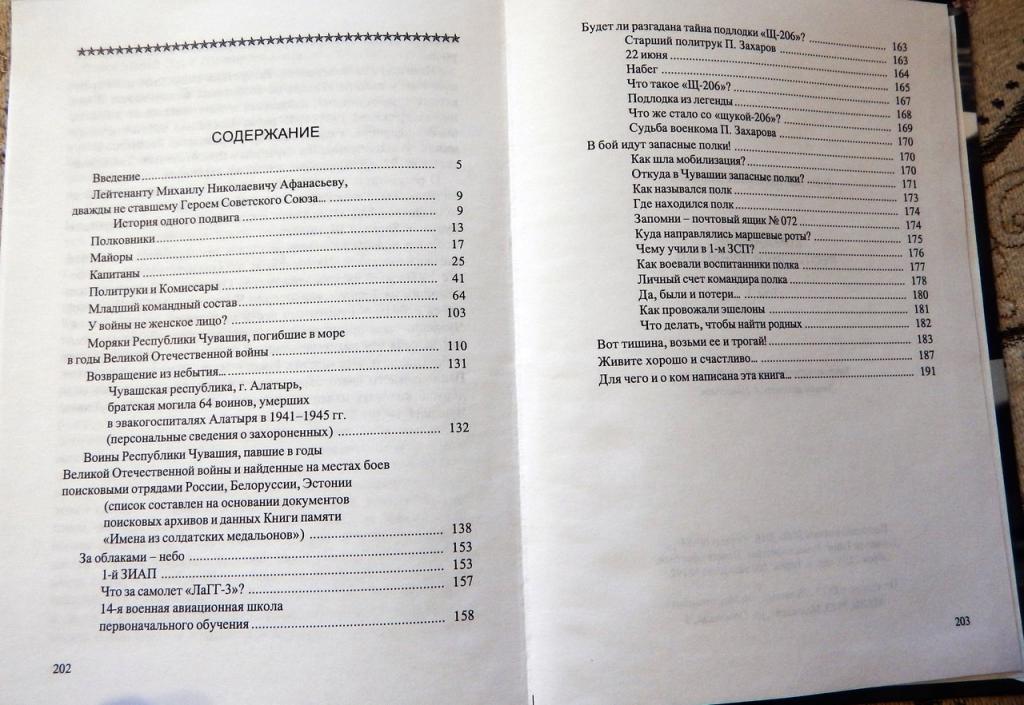 СОДЕРЖАНИЕ
Введение 5
Лейтенанту Михаилу Николаевичу Афанасьеву,
дважды не ставшему Героем Советского Союза... 9
История одного подвига 9
Полковники 13
Майоры 17
Капитаны 25
Политруки и Комиссары 41
Младший командный состав 64
У войны не женское лицо? 103
Моряки Республики Чувашия, погибшие в море
в годы Великой Отечественной войны 110
Возвращение из небытия... 131
Чувашская республика, г. Алатырь,
братская могила 64 воинов, умерших
в эвакогоспиталях Алатыря в 1941–1945 гг.
(персональные сведения о захороненных) 132
Воины Республики Чувашия, павшие в годы
Великой Отечественной войны и найденные на местах боев
поисковыми отрядами России, Белоруссии, Эстонии
(список составлен на основании документов
поисковых архивов и данных Книги памяти
«Имена из солдатских медальонов») 138
За облаками – небо 153
1-й ЗИАП 153
Что за самолет «ЛаГГ-3»? 157
14-я военная авиационная школа
первоначального обучения 158
202
Будет ли разгадана тайна подлодки «Щ-206»? 163
Старший политрук П. Захаров 163
22 июня 164
Набег 165
Что такое «Щ-206»? 167
Подлодка из легенды 168
Что же стало со «щукой-206»? 169
Судьба военкома П. Захарова 170
В бой идут запасные полки! 170
Как шла мобилизация? 170
Откуда в Чувашии запасные полки? 171
Как назывался полк 173
Где находился полк 174
Запомни – почтовый ящик № 072 174
Куда направлялись маршевые роты? 175
Чему учили в 1-м ЗСП? 176
Как воевали воспитанники полка 177
Личный счет командира полка 178
Да, были и потери... 180
Как провожали эшелоны 181
Что делать, чтобы найти родных 182
Вот тишина, возьми ее и трогай! 183
Живите хорошо и счастливо... 187
Для чего и о ком написана эта книга... 191
203